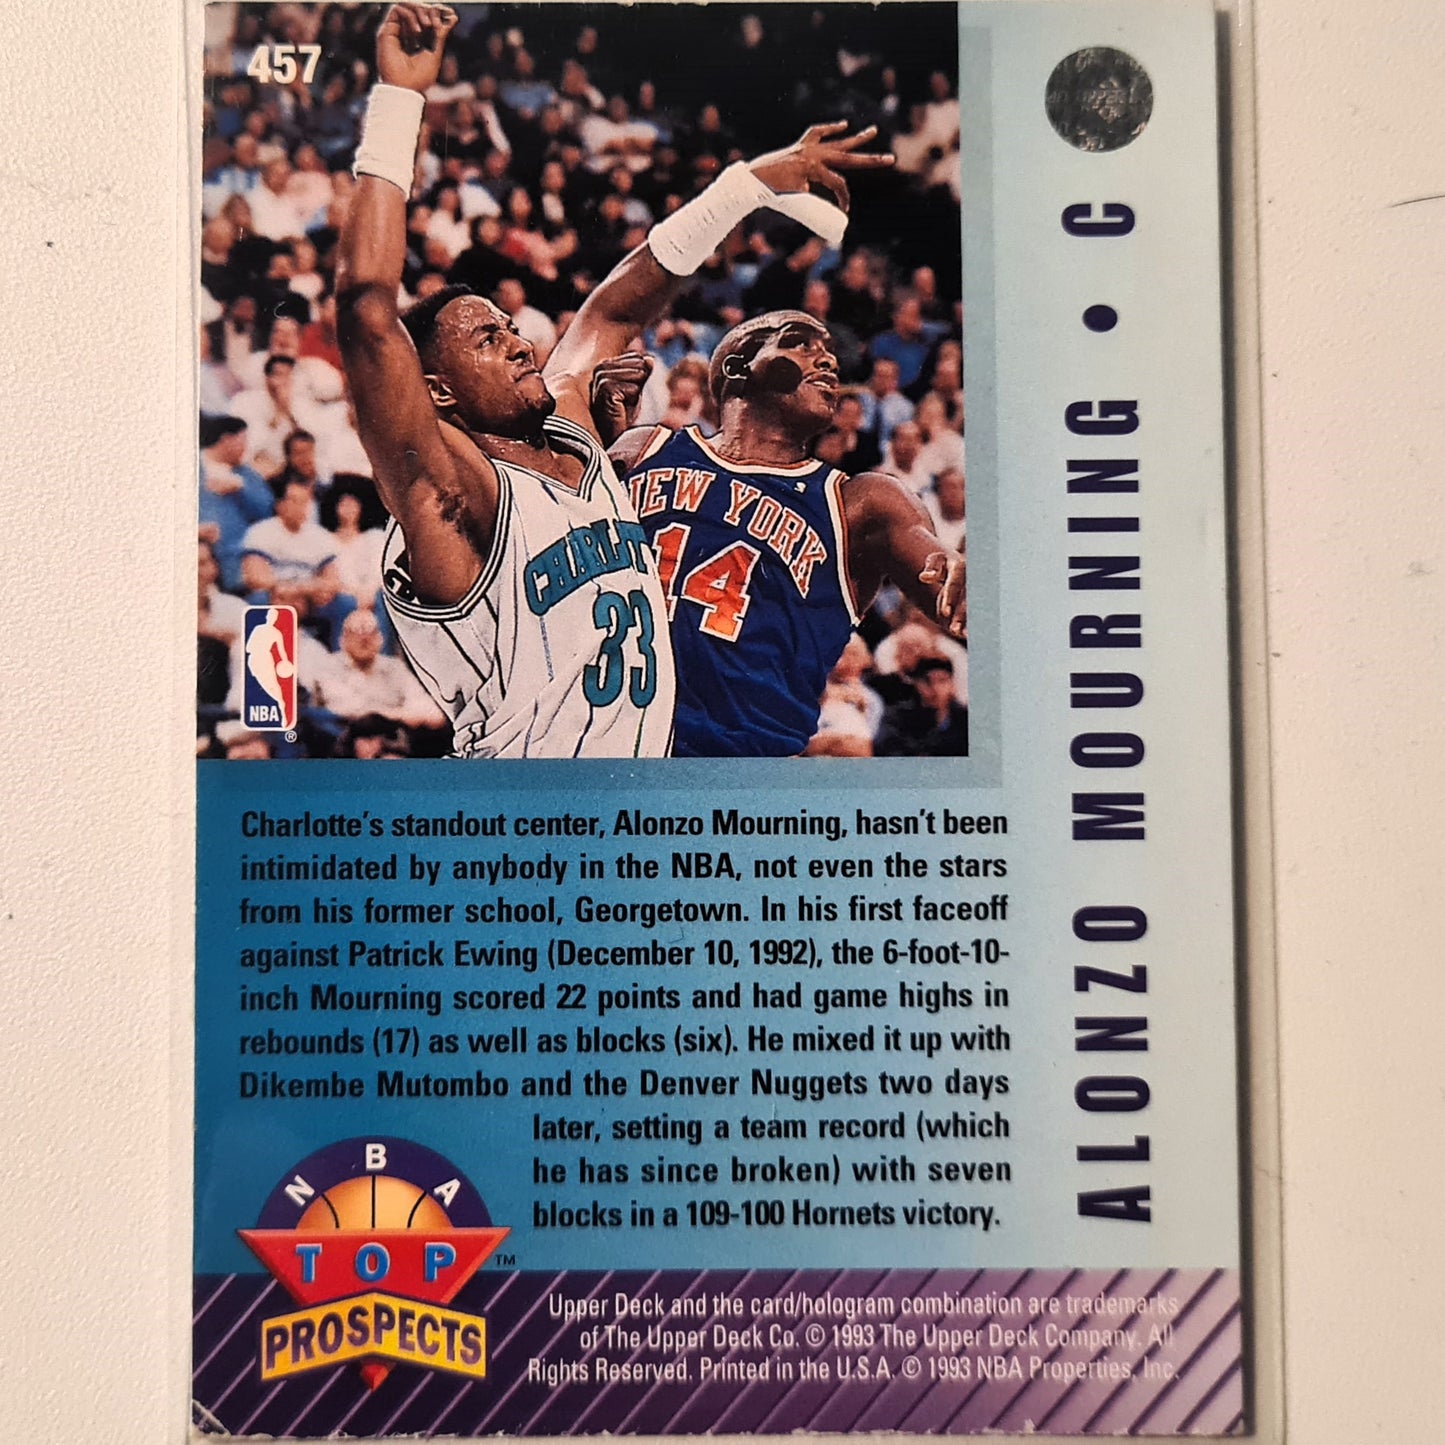 457
C
ALONZO MOURNING • C
NEW YORK
14
CHARLOTT
33
NBA
®
Charlotte's standout center, Alonzo Mourning, hasn't been
intimidated by anybody in the NBA, not even the stars
from his former school, Georgetown. In his first faceoff
against Patrick Ewing (December 10, 1992), the 6-foot-10-
inch Mourning scored 22 points and had game highs in
rebounds (17) as well as blocks (six). He mixed it up with
Dikembe Mutombo and the Denver Nuggets two days
later, setting a team record (which
he has since broken) with seven
blocks in a 109-100 Hornets victory.
NBA
TOP
PROSPECTS
™
Upper Deck and the card/hologram combination are trademarks
of The Upper Deck Co. © 1993 The Upper Deck Company. All
Rights Reserved. Printed in the U.S.A. © 1993 NBA Properties, Inc.